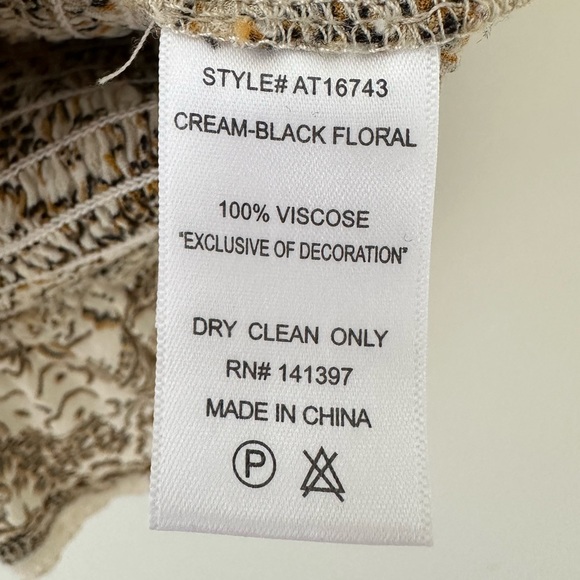 STYLE# AT16743
CREAM-BLACK FLORAL
100% VISCOSE
"EXCLUSIVE OF DECORATION"
DRY CLEAN ONLY
RN# 141397
MADE IN CHINA
P